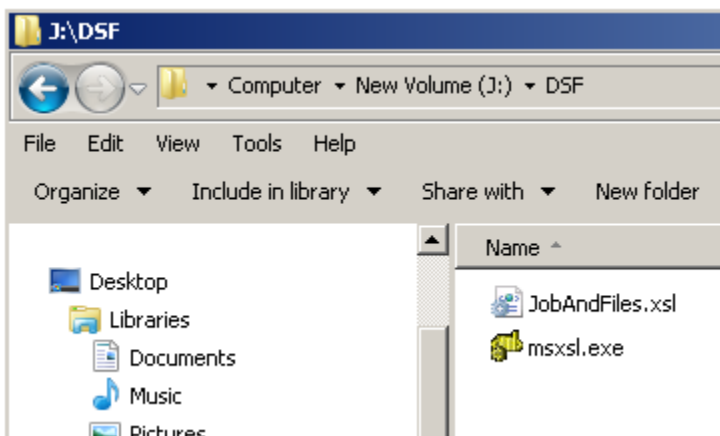 J:\DSF
Computer New Volume (J:) DSF
File Edit View Tools Help
Organize Include in library Share with New folder
Name
Desktop
JobAndFiles.xsl
Libraries
msxsl.exe
Documents
Music
Pictures